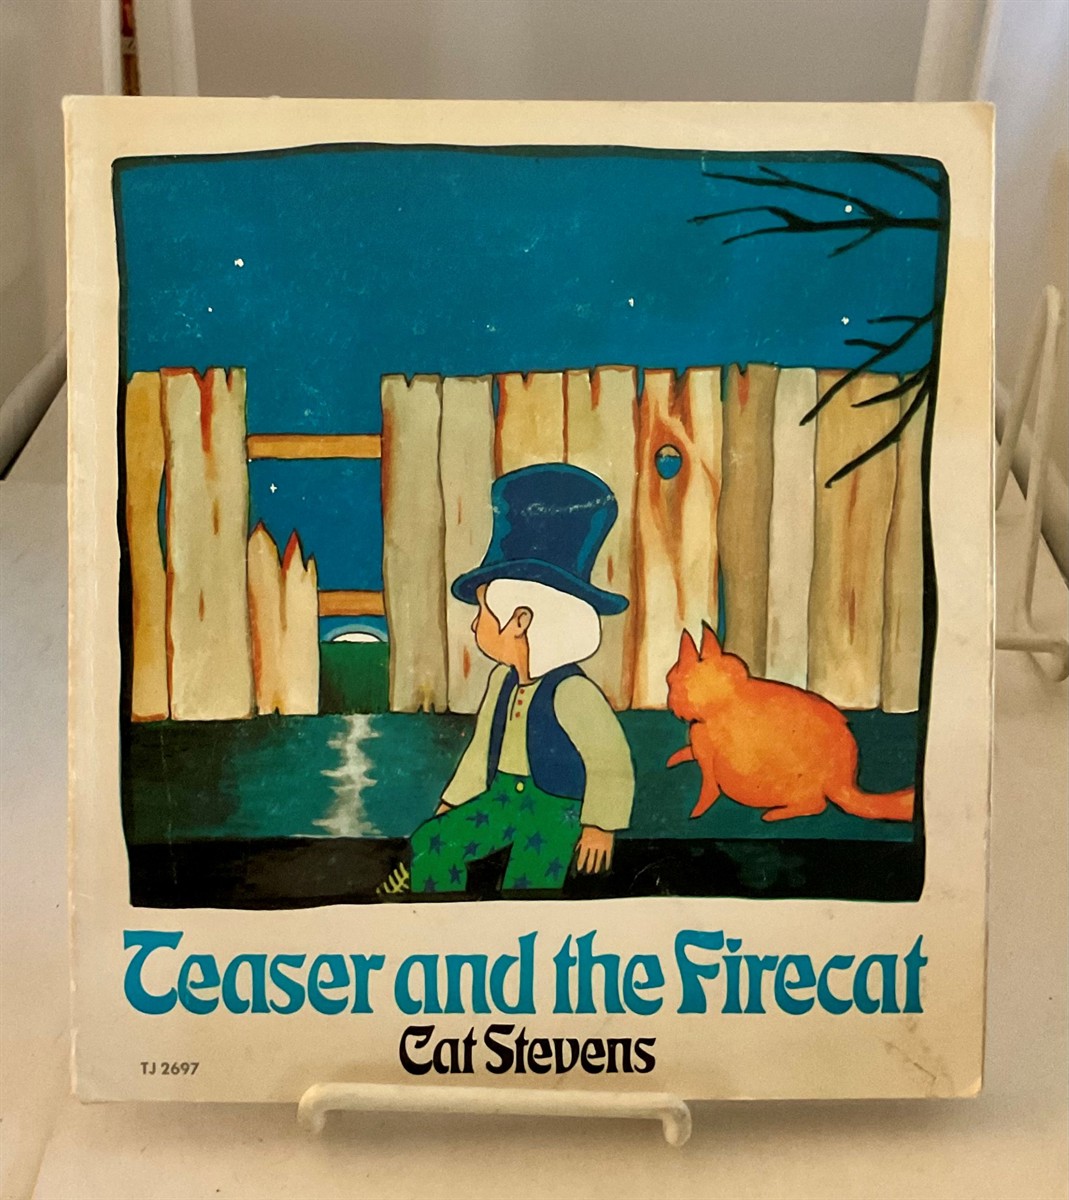 Teaser and the Firecat
Cat Stevens
TJ 2697